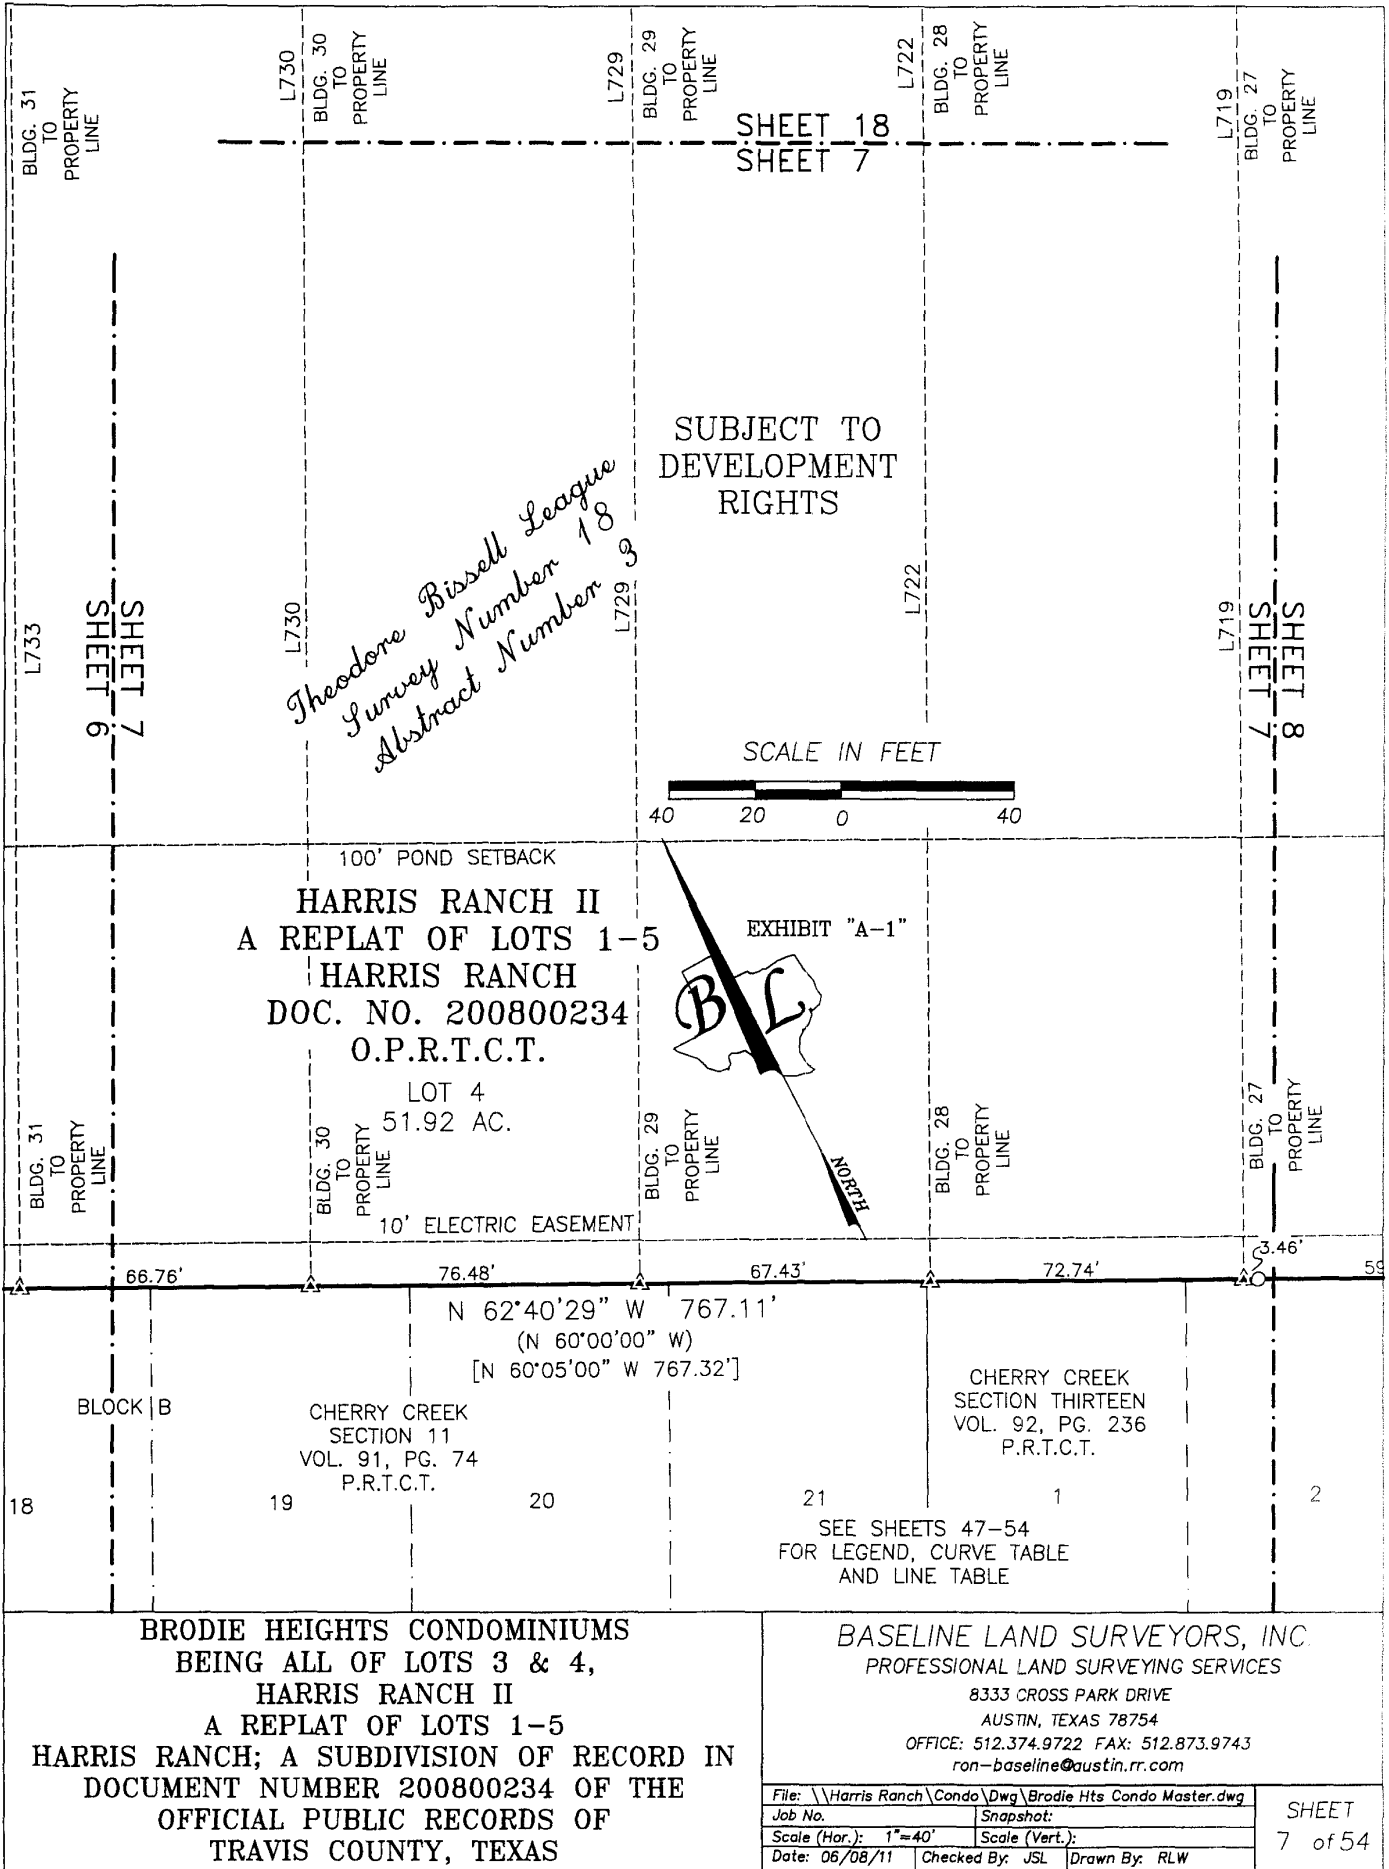 BLDG. 31
TO
PROPERTY
LINE
L730
BLDG. 30
TO
PROPERTY
LINE
L729
BLDG. 29
TO
PROPERTY
LINE
L722
BLDG. 28
TO
PROPERTY
LINE
L719
BLDG. 27
TO
PROPERTY
LINE
SHEET 18
SHEET 7
SUBJECT TO
DEVELOPMENT
RIGHTS
Theodore Bissell League
Survey Number 18
Abstract Number 3
L733
SHEET 7
SHEET 6
L730
L729
L722
L719
SHEET 8
SHEET 7
SCALE IN FEET
40 20 0 40
100' POND SETBACK
HARRIS RANCH II
A REPLAT OF LOTS 1-5
HARRIS RANCH
DOC. NO. 200800234
O.P.R.T.C.T.
LOT 4
51.92 AC.
EXHIBIT "A-1"
B L
NORTH
BLDG. 31
TO
PROPERTY
LINE
BLDG. 30
TO
PROPERTY
LINE
BLDG. 29
TO
PROPERTY
LINE
BLDG. 28
TO
PROPERTY
LINE
BLDG. 27
TO
PROPERTY
LINE
10' ELECTRIC EASEMENT
66.76' 76.48' 67.43' 72.74' 3.46' 59
N 62°40'29" W 767.11'
(N 60°00'00" W)
[N 60°05'00" W 767.32']
BLOCK B
CHERRY CREEK
SECTION 11
VOL. 91, PG. 74
P.R.T.C.T.
CHERRY CREEK
SECTION THIRTEEN
VOL. 92, PG. 236
P.R.T.C.T.
18 19 20 21 1 2
SEE SHEETS 47-54
FOR LEGEND, CURVE TABLE
AND LINE TABLE
BRODIE HEIGHTS CONDOMINIUMS
BEING ALL OF LOTS 3 & 4,
HARRIS RANCH II
A REPLAT OF LOTS 1-5
HARRIS RANCH; A SUBDIVISION OF RECORD IN
DOCUMENT NUMBER 200800234 OF THE
OFFICIAL PUBLIC RECORDS OF
TRAVIS COUNTY, TEXAS
BASELINE LAND SURVEYORS, INC.
PROFESSIONAL LAND SURVEYING SERVICES
8333 CROSS PARK DRIVE
AUSTIN, TEXAS 78754
OFFICE: 512.374.9722 FAX: 512.873.9743
ron-baseline@austin.rr.com
File: \\Harris Ranch\Condo\Dwg\Brodie Hts Condo Master.dwg
Job No. Snapshot:
Scale (Hor.): 1"=40' Scale (Vert.):
Date: 06/08/11 Checked By: JSL Drawn By: RLW
SHEET
7 of 54